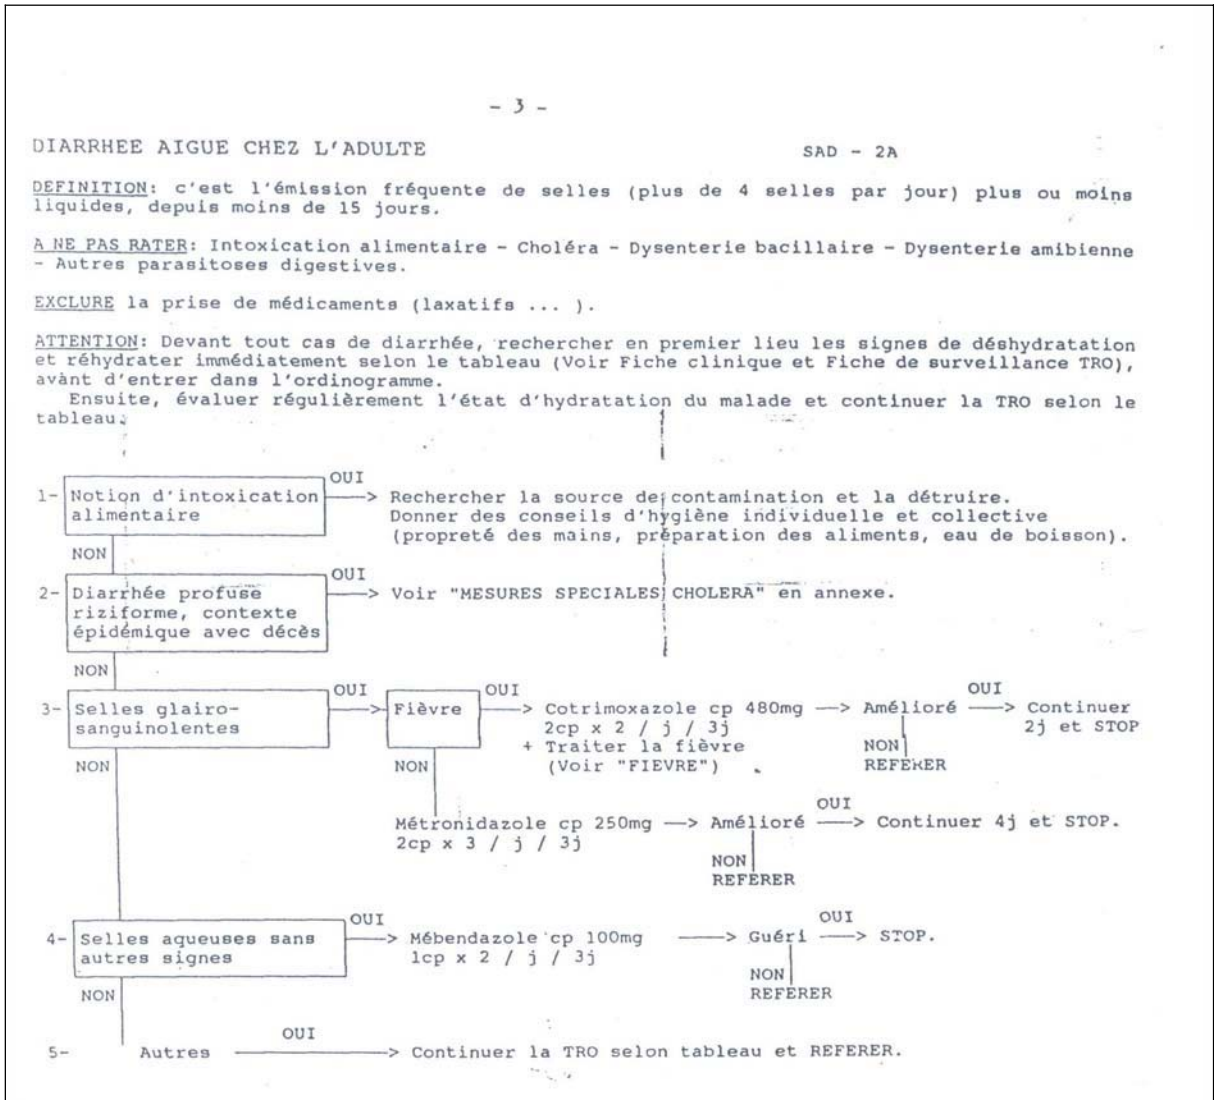 - 3 -
DIARRHEE AIGUE CHEZ L'ADULTE SAD - 2A
DEFINITION: c'est l'émission fréquente de selles (plus de 4 selles par jour) plus ou moins
liquides, depuis moins de 15 jours.
A NE PAS RATER: Intoxication alimentaire - Choléra - Dysenterie bacillaire - Dysenterie amibienne
- Autres parasitoses digestives.
EXCLURE la prise de médicaments (laxatifs ... ).
ATTENTION: Devant tout cas de diarrhée, rechercher en premier lieu les signes de déshydratation
et réhydrater immédiatement selon le tableau (Voir Fiche clinique et Fiche de surveillance TRO),
avant d'entrer dans l'ordinogramme.
Ensuite, évaluer régulièrement l'état d'hydratation du malade et continuer la TRO selon le
tableau.
OUI
1- Notion d'intoxication ——> Rechercher la source de contamination et la détruire.
alimentaire Donner des conseils d'hygiène individuelle et collective
(propreté des mains, préparation des aliments, eau de boisson).
NON
OUI
2- Diarrhée profuse ——> Voir "MESURES SPECIALES CHOLERA" en annexe.
riziforme, contexte
épidémique avec décès
NON
OUI OUI OUI
3- Selles glairo- ——> Fièvre ——> Cotrimoxazole cp 480mg ——> Amélioré ——> Continuer
sanguinolentes 2cp x 2 / j / 3j 2j et STOP
+ Traiter la fièvre NON
NON NON (Voir "FIEVRE") REFERER
OUI
Métronidazole cp 250mg ——> Amélioré ——> Continuer 4j et STOP.
2cp x 3 / j / 3j
NON
REFERER
OUI OUI
4- Selles aqueuses sans ——> Mébendazole cp 100mg ——> Guéri ——> STOP.
autres signes 1cp x 2 / j / 3j
NON NON
REFERER
OUI
5- Autres ——> Continuer la TRO selon tableau et REFERER.